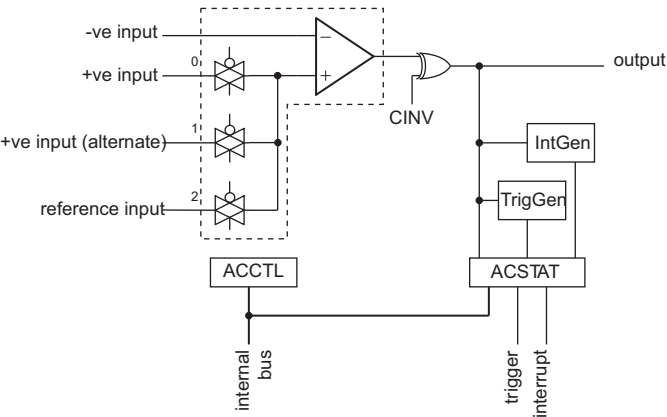 -ve input
0
+ve input
output
CINV
1
+ve input (alternate)
IntGen
2
reference input
TrigGen
ACCTL
ACSTAT
internal
bus
trigger
interrupt